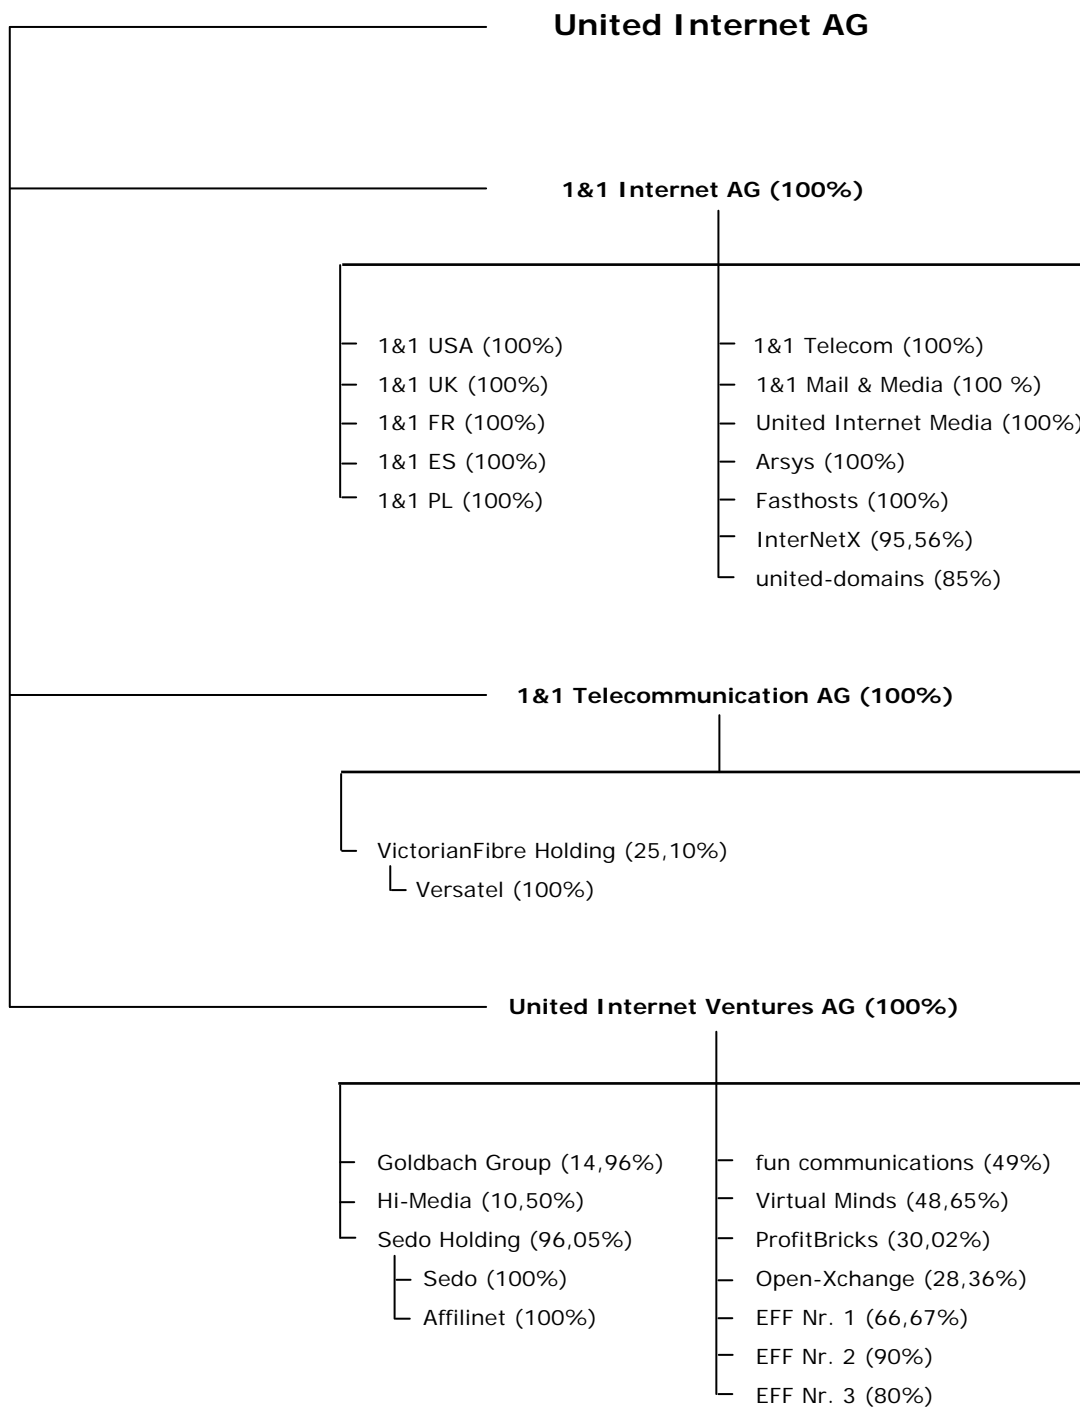 United Internet AG
1&1 Internet AG (100%)
1&1 USA (100%)
1&1 UK (100%)
1&1 FR (100%)
1&1 ES (100%)
1&1 PL (100%)
1&1 Telecom (100%)
1&1 Mail & Media (100 %)
United Internet Media (100%)
Arsys (100%)
Fasthosts (100%)
InterNetX (95,56%)
united-domains (85%)
1&1 Telecommunication AG (100%)
VictorianFibre Holding (25,10%)
Versatel (100%)
United Internet Ventures AG (100%)
Goldbach Group (14,96%)
Hi-Media (10,50%)
Sedo Holding (96,05%)
Sedo (100%)
Affilinet (100%)
fun communications (49%)
Virtual Minds (48,65%)
ProfitBricks (30,02%)
Open-Xchange (28,36%)
EFF Nr. 1 (66,67%)
EFF Nr. 2 (90%)
EFF Nr. 3 (80%)